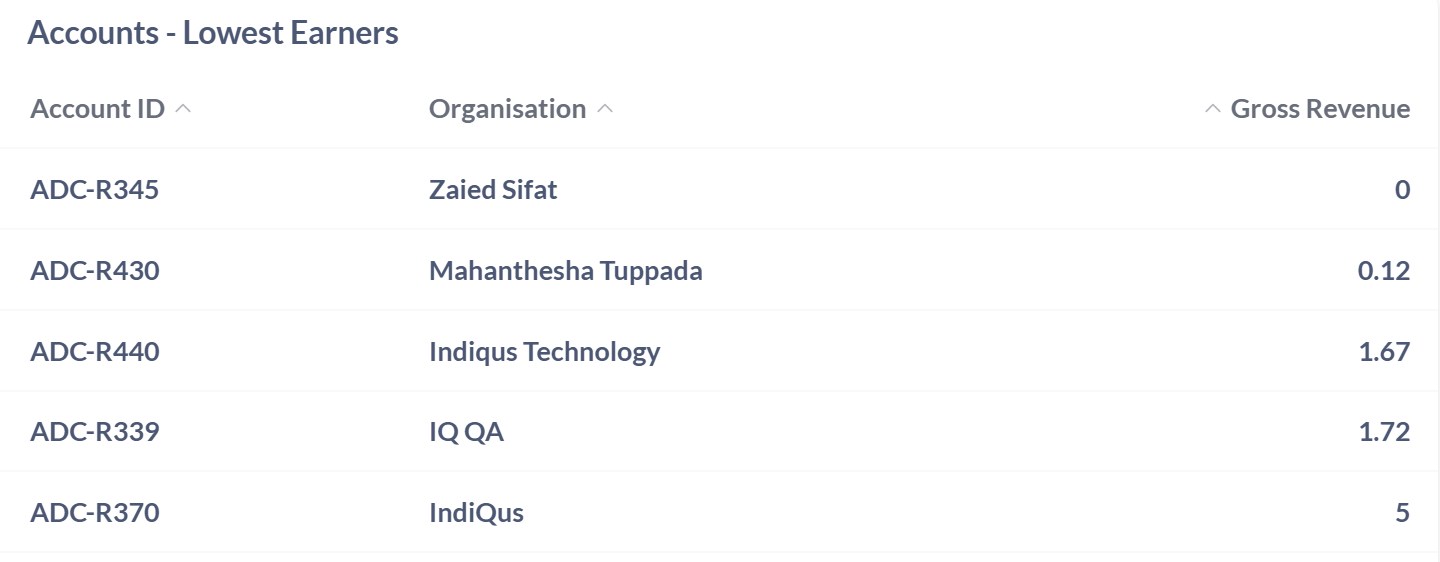 Accounts - Lowest Earners
Account ID Organisation Gross Revenue
ADC-R345 Zaied Sifat 0
ADC-R430 Mahanthesha Tuppada 0.12
ADC-R440 Indiqus Technology 1.67
ADC-R339 IQ QA 1.72
ADC-R370 IndiQus 5